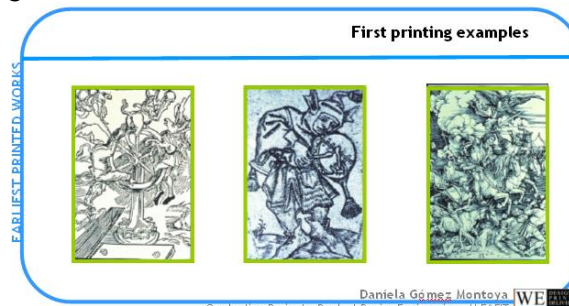 First printing examples
EARLIEST PRINTED WORKS
Daniela Gómez Montoya
WE